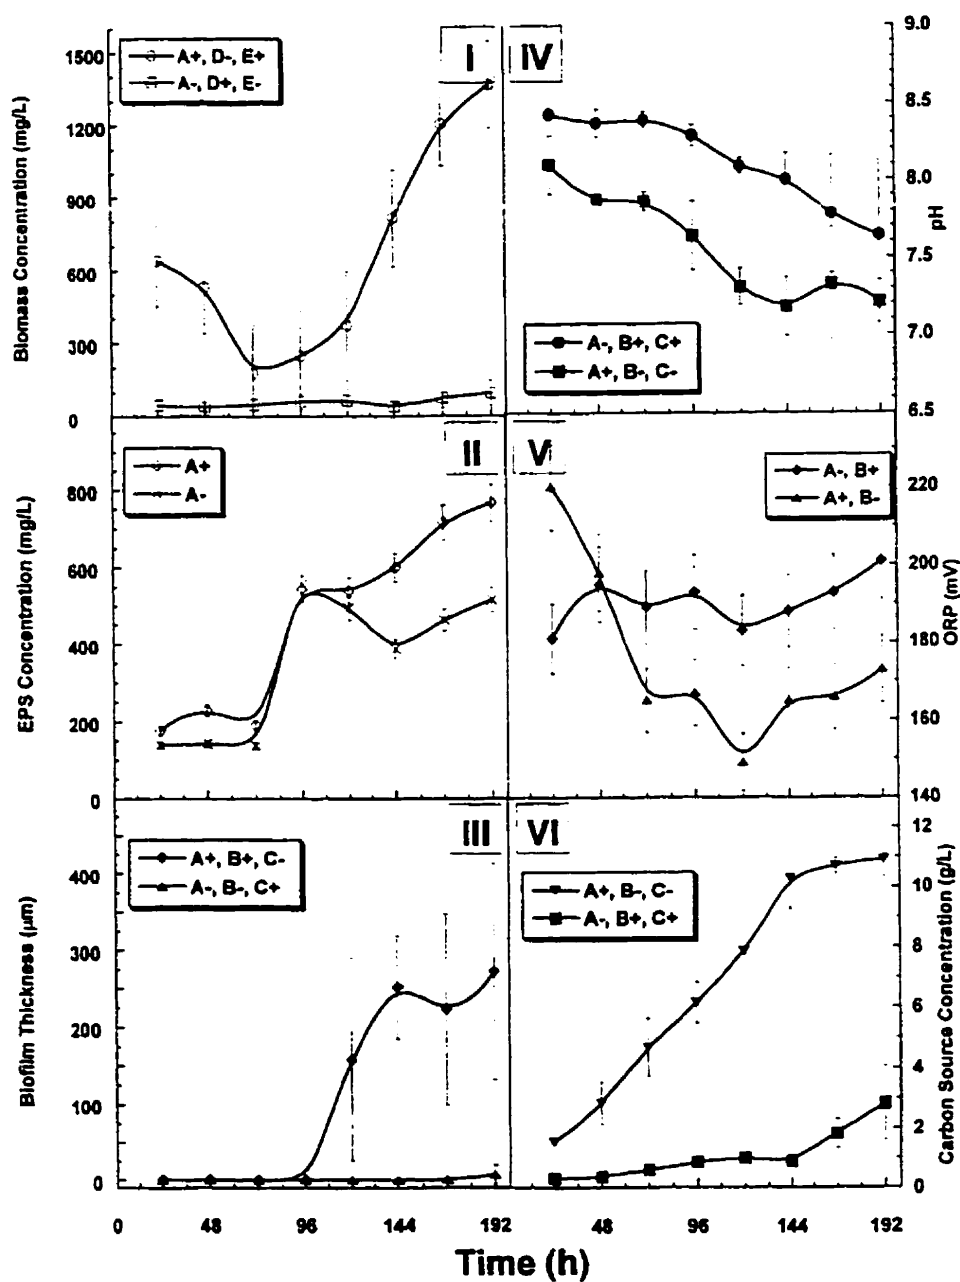 I
A+, D-, E+
A-, D+, E-
Biomass Concentration (mg/L)
1500
1200
900
600
300
0
IV
A-, B+, C+
A+, B-, C-
pH
9.0
8.5
8.0
7.5
7.0
6.5
II
A+
A-
EPS Concentration (mg/L)
800
600
400
200
0
V
A-, B+
A+, B-
ORP (mV)
220
200
180
160
140
III
A+, B+, C-
A-, B-, C+
Biofilm Thickness (µm)
400
300
200
100
0
VI
A+, B-, C-
A-, B+, C+
Carbon Source Concentration (g/L)
12
10
8
6
4
2
0
0 48 96 144 192 48 96 144 192
Time (h)